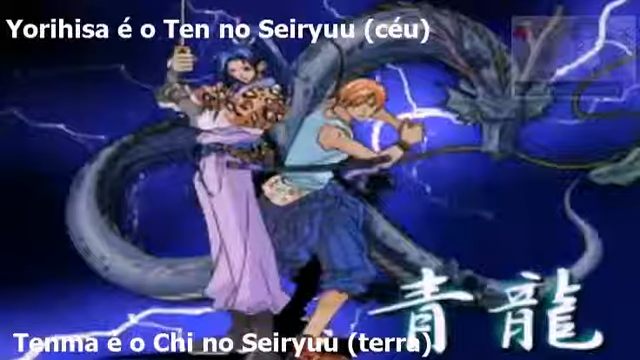 Yorihisa é o Ten no Seiryuu (céu)
青龍
Tenma é o Chi no Seiryuu (terra)